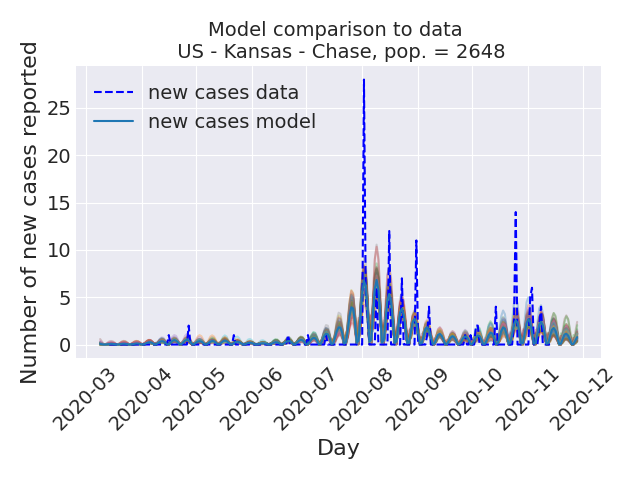 Model comparison to data
US - Kansas - Chase, pop. = 2648
Number of new cases reported
new cases data
new cases model
25
20
15
10
5
0
2020-03
2020-04
2020-05
2020-06
2020-07
2020-08
2020-09
2020-10
2020-11
2020-12
Day